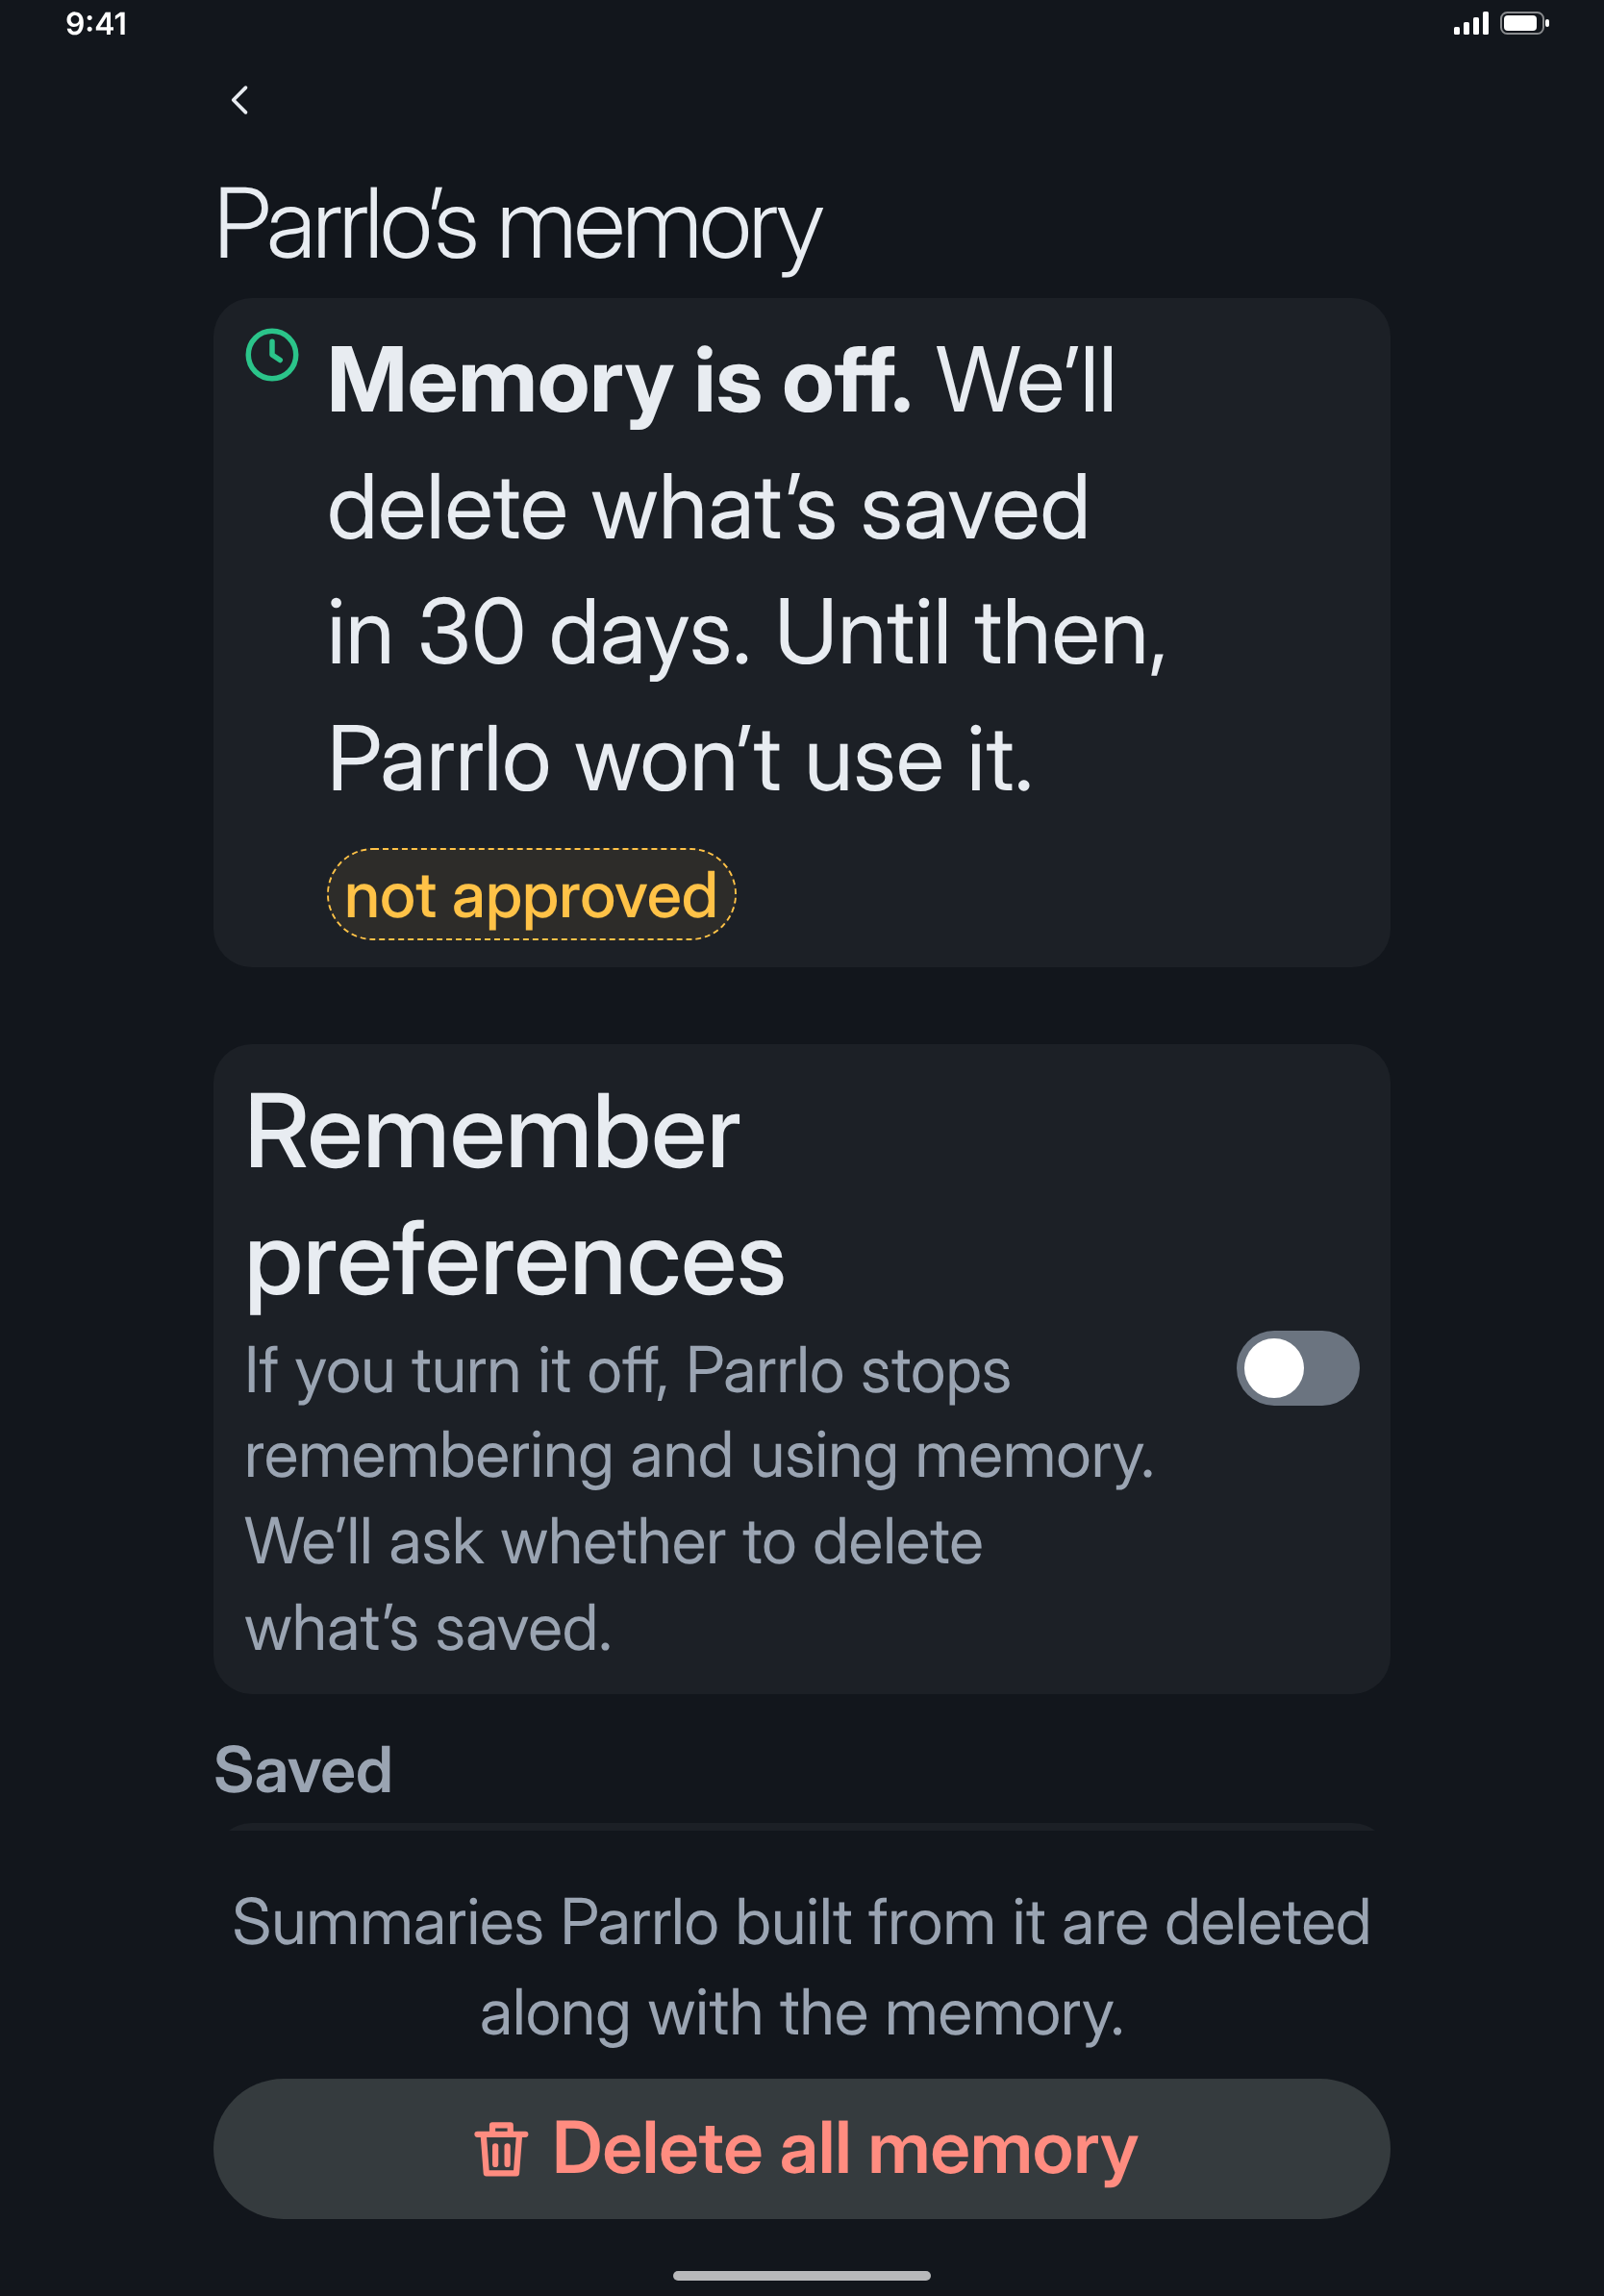 9:41
Parrlo’s memory
Memory is off. We’ll
delete what’s saved
in 30 days. Until then,
Parrlo won’t use it.
not approved
Remember
preferences
If you turn it off, Parrlo stops
remembering and using memory.
We’ll ask whether to delete
what’s saved.
Saved
Summaries Parrlo built from it are deleted
along with the memory.
Delete all memory